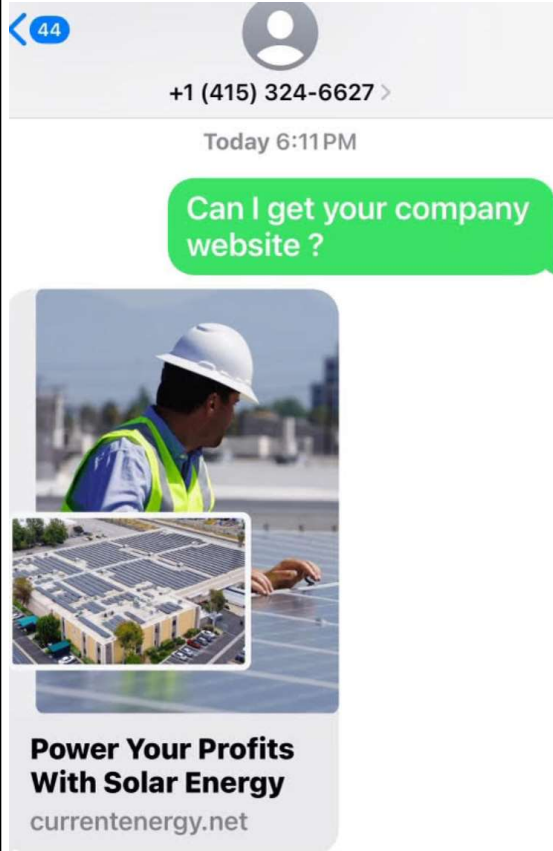 44
+1 (415) 324-6627 >
Today 6:11 PM
Can I get your company
website ?
Power Your Profits
With Solar Energy
currentenergy.net